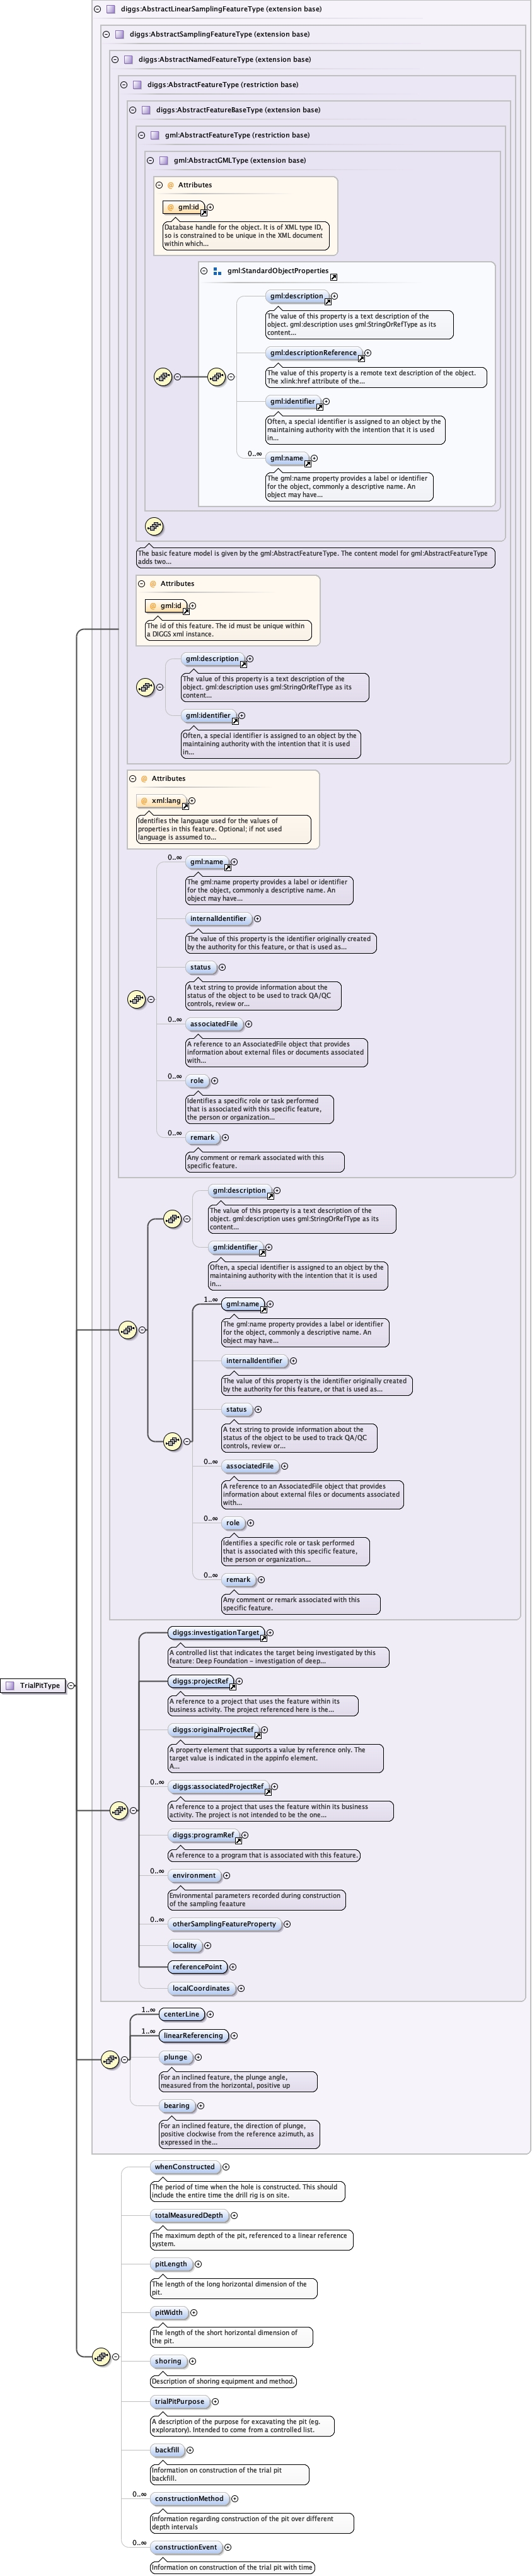 diggs:AbstractLinearSamplingFeatureType (extension base)
diggs:AbstractSamplingFeatureType (extension base)
diggs:AbstractNamedFeatureType (extension base)
diggs:AbstractFeatureType (restriction base)
diggs:AbstractFeatureBaseType (extension base)
gml:AbstractFeatureType (restriction base)
gml:AbstractGMLType (extension base)
Attributes
gml:id
Database handle for the object. It is of XML type ID,
so is constrained to be unique in the XML document
within which...
gml:StandardObjectProperties
gml:description
The value of this property is a text description of the
object. gml:description uses gml:StringOrRefType as its
content...
gml:descriptionReference
The value of this property is a remote text description of the object.
The xlink:href attribute of the...
gml:identifier
Often, a special identifier is assigned to an object by the
maintaining authority with the intention that it is used
in...
0..∞
gml:name
The gml:name property provides a label or identifier
for the object, commonly a descriptive name. An
object may have...
The basic feature model is given by the gml:AbstractFeatureType. The content model for gml:AbstractFeatureType
adds two...
Attributes
gml:id
The id of this feature. The id must be unique within
a DIGGS xml instance.
gml:description
The value of this property is a text description of the
object. gml:description uses gml:StringOrRefType as its
content...
gml:identifier
Often, a special identifier is assigned to an object by the
maintaining authority with the intention that it is used
in...
Attributes
xml:lang
Identifies the language used for the values of
properties in this feature. Optional; if not used
language is assumed to...
0..∞
gml:name
The gml:name property provides a label or identifier
for the object, commonly a descriptive name. An
object may have...
internalIdentifier
The value of this property is the identifier originally created
by the authority for this feature, or that is used as...
status
A text string to provide information about the
status of the object to be used to track QA/QC
controls, review or...
0..∞
associatedFile
A reference to an AssociatedFile object that provides
information about external files or documents associated
with...
0..∞
role
Identifies a specific role or task performed
that is associated with this specific feature,
the person or organization...
0..∞
remark
Any comment or remark associated with this
specific feature.
gml:description
The value of this property is a text description of the
object. gml:description uses gml:StringOrRefType as its
content...
gml:identifier
Often, a special identifier is assigned to an object by the
maintaining authority with the intention that it is used
in...
1..∞
gml:name
The gml:name property provides a label or identifier
for the object, commonly a descriptive name. An
object may have...
internalIdentifier
The value of this property is the identifier originally created
by the authority for this feature, or that is used as...
status
A text string to provide information about the
status of the object to be used to track QA/QC
controls, review or...
0..∞
associatedFile
A reference to an AssociatedFile object that provides
information about external files or documents associated
with...
0..∞
role
Identifies a specific role or task performed
that is associated with this specific feature,
the person or organization...
0..∞
remark
Any comment or remark associated with this
specific feature.
TrialPitType
diggs:investigationTarget
A controlled list that indicates the target being investigated by this
feature: Deep Foundation - investigation of deep...
diggs:projectRef
A reference to a project that uses the feature within its
business activity. The project referenced here is the...
diggs:originalProjectRef
A property element that supports a value by reference only. The
target value is indicated in the appinfo element.
A...
0..∞
diggs:associatedProjectRef
A reference to a project that uses the feature within its business
activity. The project is not intended to be the one...
diggs:programRef
A reference to a program that is associated with this feature.
0..∞
environment
Environmental parameters recorded during construction
of the sampling feaature
0..∞
otherSamplingFeatureProperty
locality
referencePoint
localCoordinates
1..∞
centerLine
1..∞
linearReferencing
plunge
For an inclined feature, the plunge angle,
measured from the horizontal, positive up
bearing
For an inclined feature, the direction of plunge,
positive clockwise from the reference azimuth, as
expressed in the...
whenConstructed
The period of time when the hole is constructed. This should
include the entire time the drill rig is on site.
totalMeasuredDepth
The maximum depth of the pit, referenced to a linear reference
system.
pitLength
The length of the long horizontal dimension of the
pit.
pitWidth
The length of the short horizontal dimension of
the pit.
shoring
Description of shoring equipment and method.
trialPitPurpose
A description of the purpose for excavating the pit (eg.
exploratory). Intended to come from a controlled list.
backfill
Information on construction of the trial pit
backfill.
0..∞
constructionMethod
Information regarding construction of the pit over different
depth intervals
0..∞
constructionEvent
Information on construction of the trial pit with time